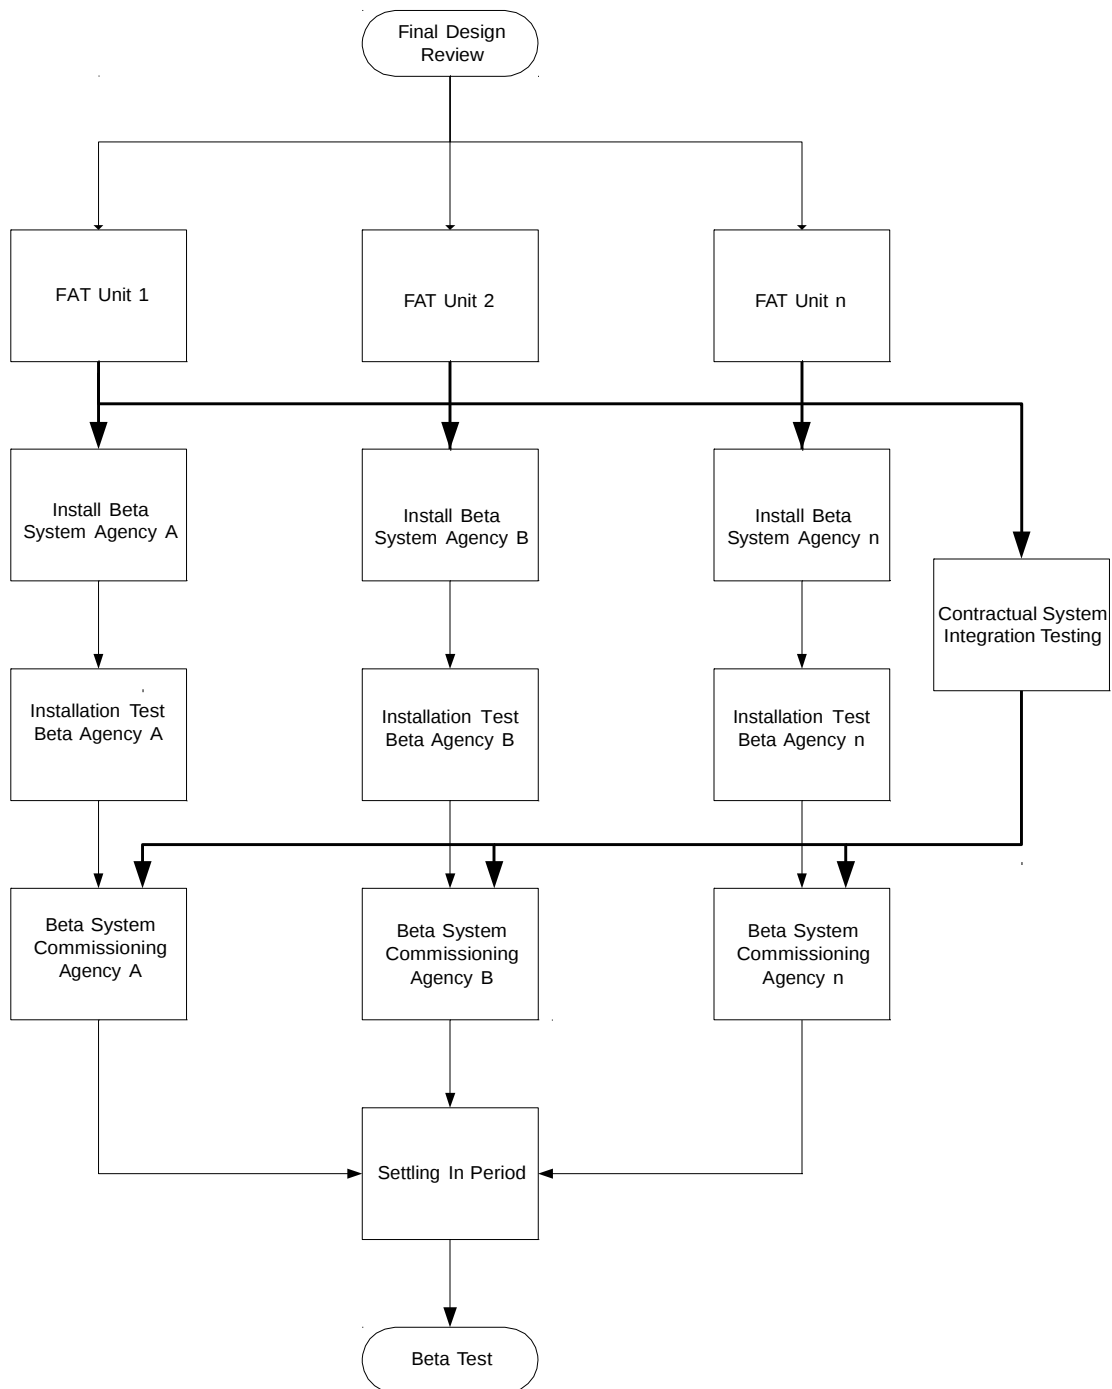 Final Design
Review
FAT Unit 1
FAT Unit 2
FAT Unit n
Install Beta
System Agency A
Install Beta
System Agency B
Install Beta
System Agency n
Contractual System
Integration Testing
Installation Test
Beta Agency A
Installation Test
Beta Agency B
Installation Test
Beta Agency n
Beta System
Commissioning
Agency A
Beta System
Commissioning
Agency B
Beta System
Commissioning
Agency n
Settling In Period
Beta Test